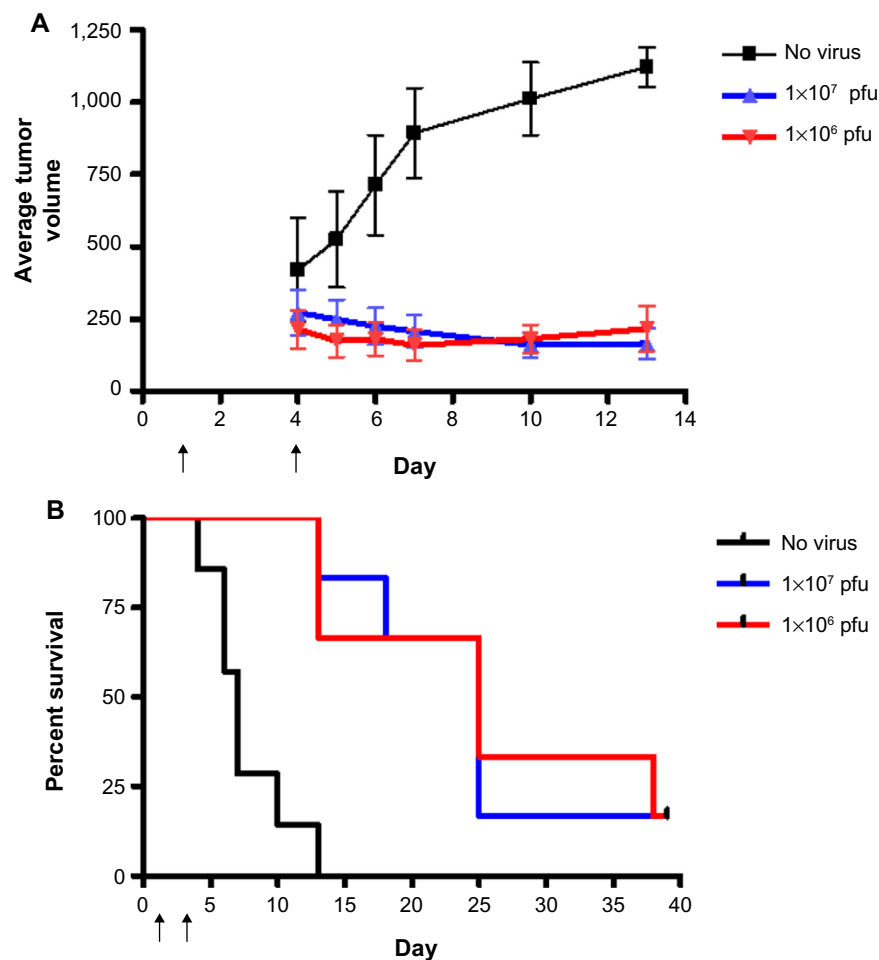 A
1,250
1,000
750
500
250
0
Average tumor
volume
0 2 4 6 8 10 12 14
Day
No virus
1×10⁷ pfu
1×10⁶ pfu
B
100
75
50
25
0
Percent survival
0 5 10 15 20 25 30 35 40
Day
No virus
1×10⁷ pfu
1×10⁶ pfu